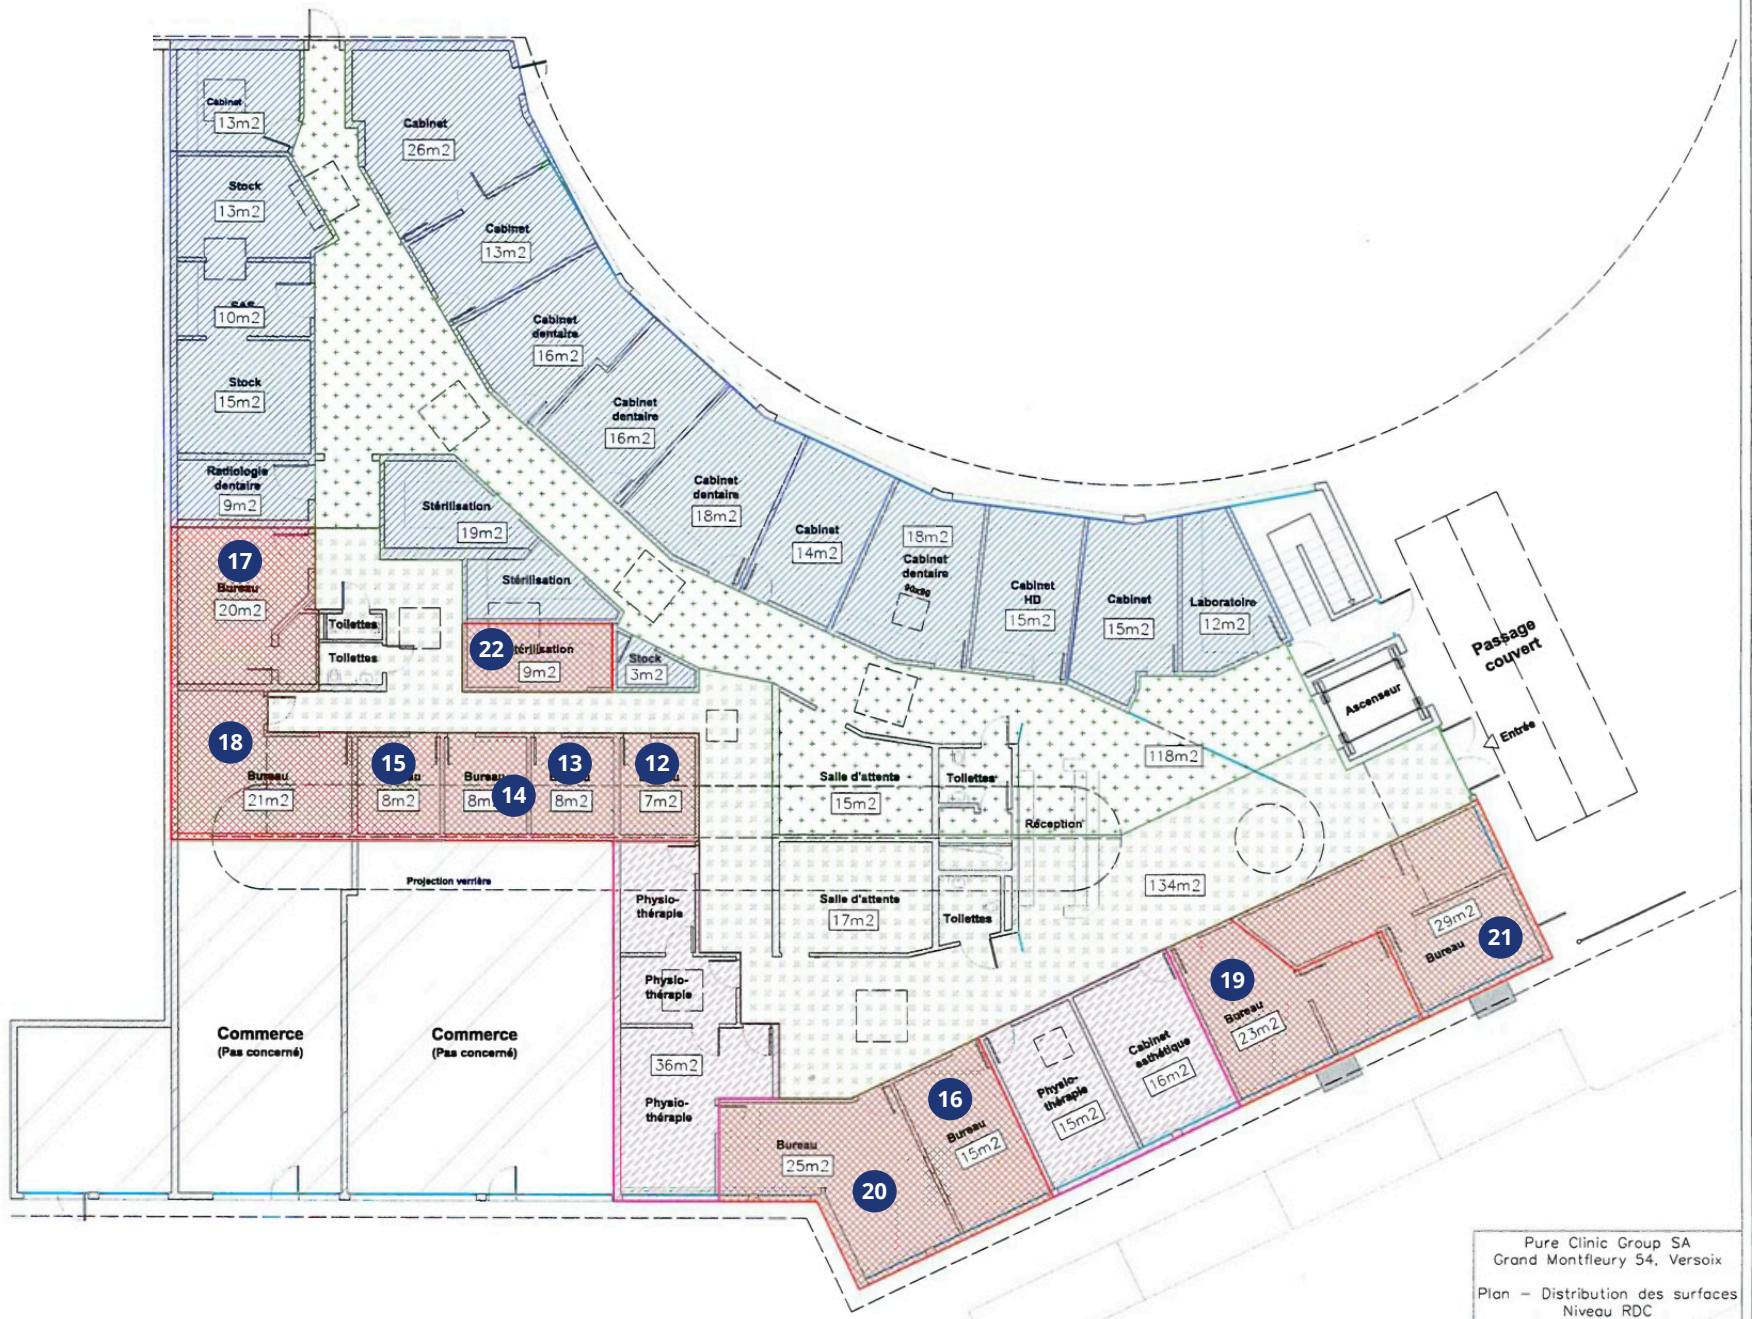 Cabinet
13m2
Cabinet
26m2
Stock
13m2
Cabinet
13m2
SAS
10m2
Cabinet
dentaire
16m2
Stock
15m2
Cabinet
dentaire
16m2
Radiologie
dentaire
9m2
Stérilisation
19m2
Cabinet
dentaire
18m2
Cabinet
14m2
18m2
Cabinet
dentaire
90x90
Cabinet
HD
15m2
Cabinet
15m2
Laboratoire
12m2
17
Bureau
20m2
Stérilisation
Toilettes
Toilettes
22
térilisation
9m2
Stock
3m2
Passage
couvert
Ascenseur
Entrée
18
Bureau
21m2
15
au
8m2
Bureau
8m
14
13
8m2
12
7m2
Salle d'attente
15m2
Toilettes
118m2
Réception
Projection verrière
134m2
Salle d'attente
17m2
Toilettes
Physio-
thérapie
Physio-
thérapie
36m2
Physio-
thérapie
Commerce
(Pas concerné)
Commerce
(Pas concerné)
29m2
Bureau
21
19
Bureau
23m2
Cabinet
esthétique
16m2
Physio-
thérapie
15m2
16
Bureau
15m2
Bureau
25m2
20
Pure Clinic Group SA
Grand Montfleury 54, Versoix
Plan - Distribution des surfaces
Niveau RDC